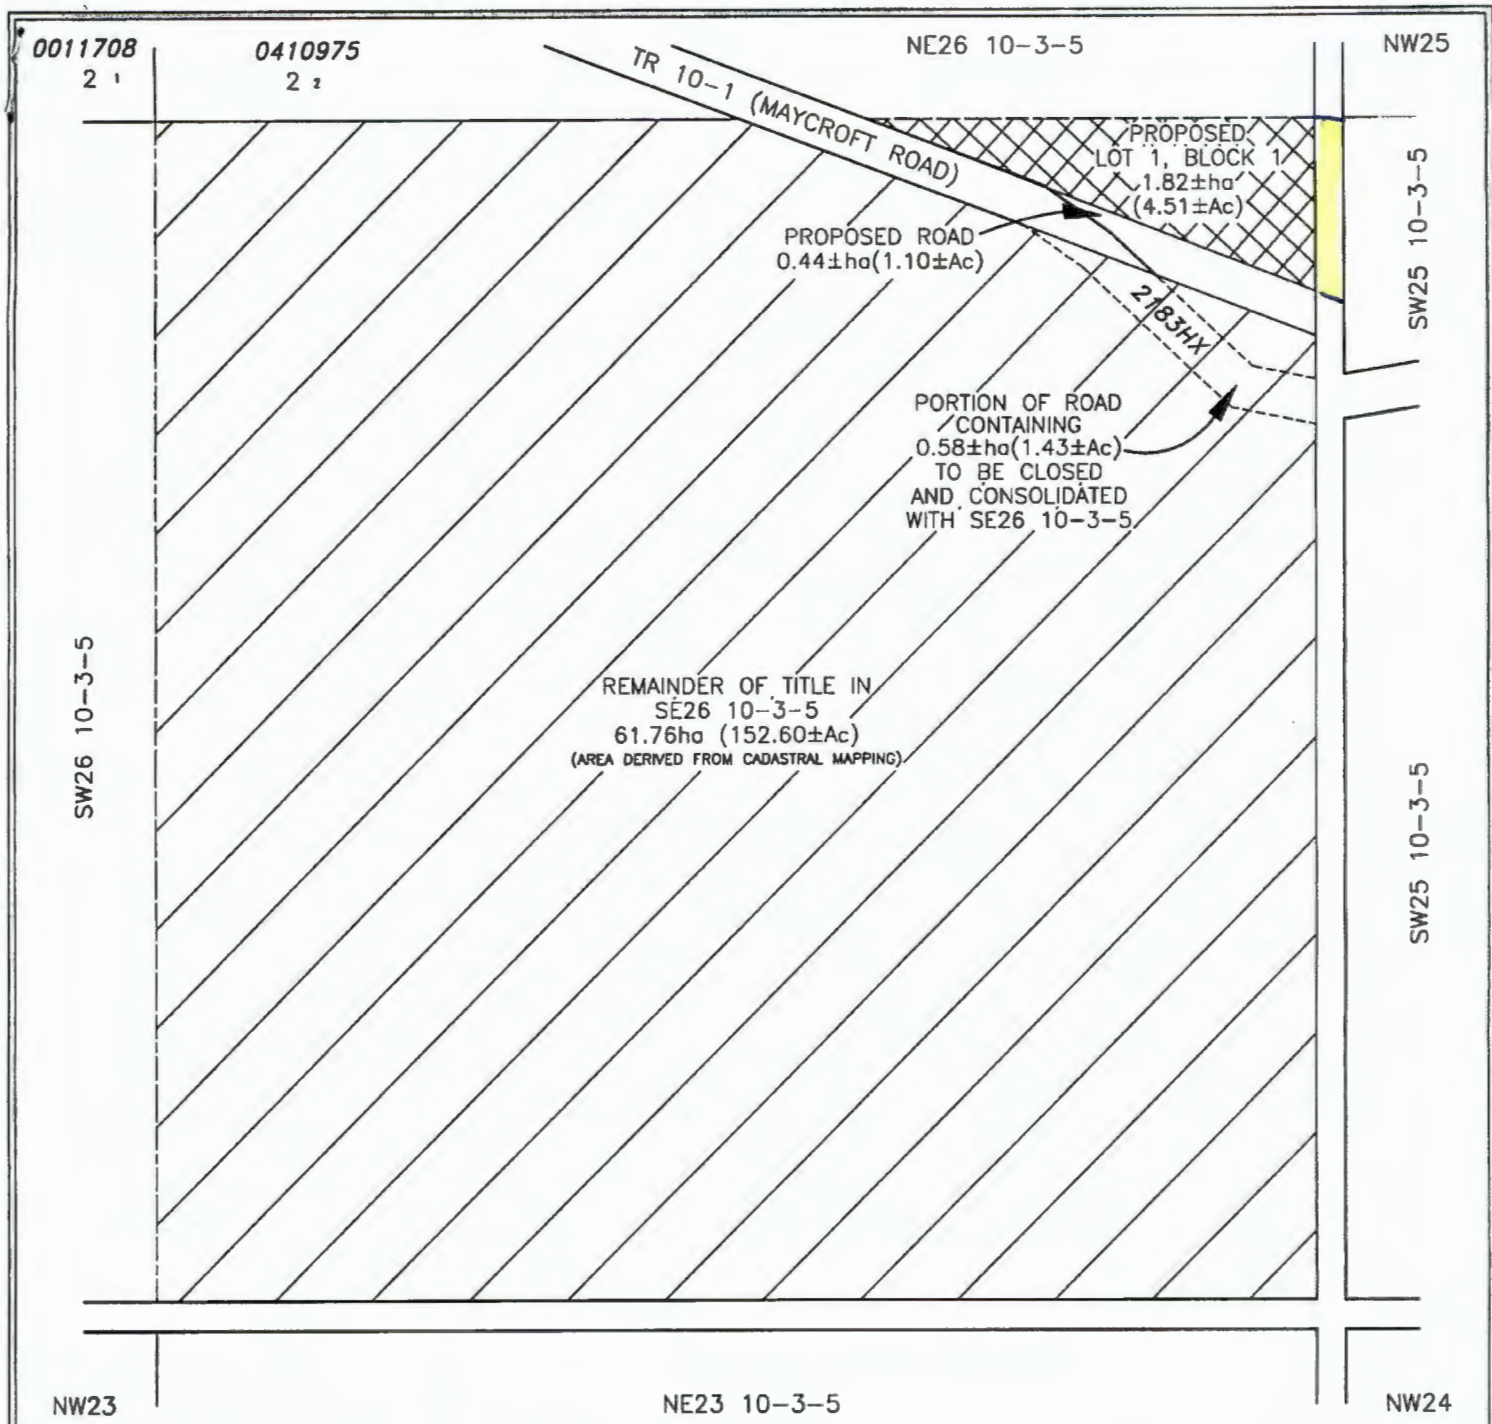 0011708
2 1
0410975
2 2
NE26 10-3-5
NW25
TR 10-1 (MAYCROFT ROAD)
PROPOSED
LOT 1, BLOCK 1
1.82±ha
(4.51±Ac)
SW25 10-3-5
PROPOSED ROAD
0.44±ha(1.10±Ac)
2183HX
PORTION OF ROAD
CONTAINING
0.58±ha(1.43±Ac)
TO BE CLOSED
AND CONSOLIDATED
WITH SE26 10-3-5
SW26 10-3-5
REMAINDER OF TITLE IN
SE26 10-3-5
61.76ha (152.60±Ac)
(AREA DERIVED FROM CADASTRAL MAPPING)
SW25 10-3-5
NW23
NE23 10-3-5
NW24